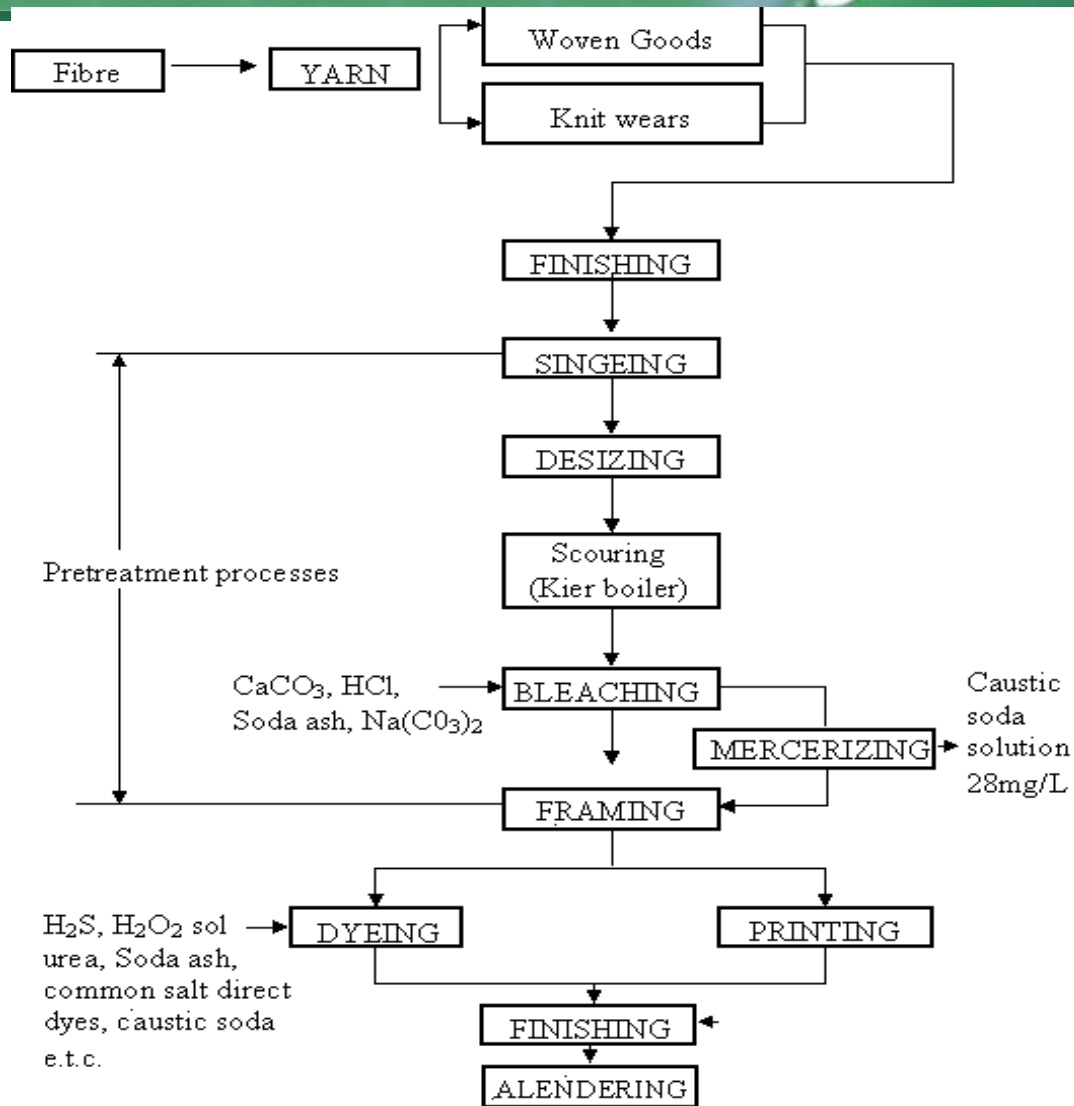 Woven Goods
Fibre
YARN
Knit wears
FINISHING
SINGEING
DESIZING
Scouring
(Kier boiler)
Pretreatment processes
CaCO₃, HCl,
Soda ash, Na(C0₃)₂
BLEACHING
MERCERIZING
Caustic
soda
solution
28mg/L
FRAMING
H₂S, H₂O₂ sol
urea, Soda ash,
common salt direct
dyes, caustic soda
e.t.c.
DYEING
PRINTING
FINISHING
ALENDERING